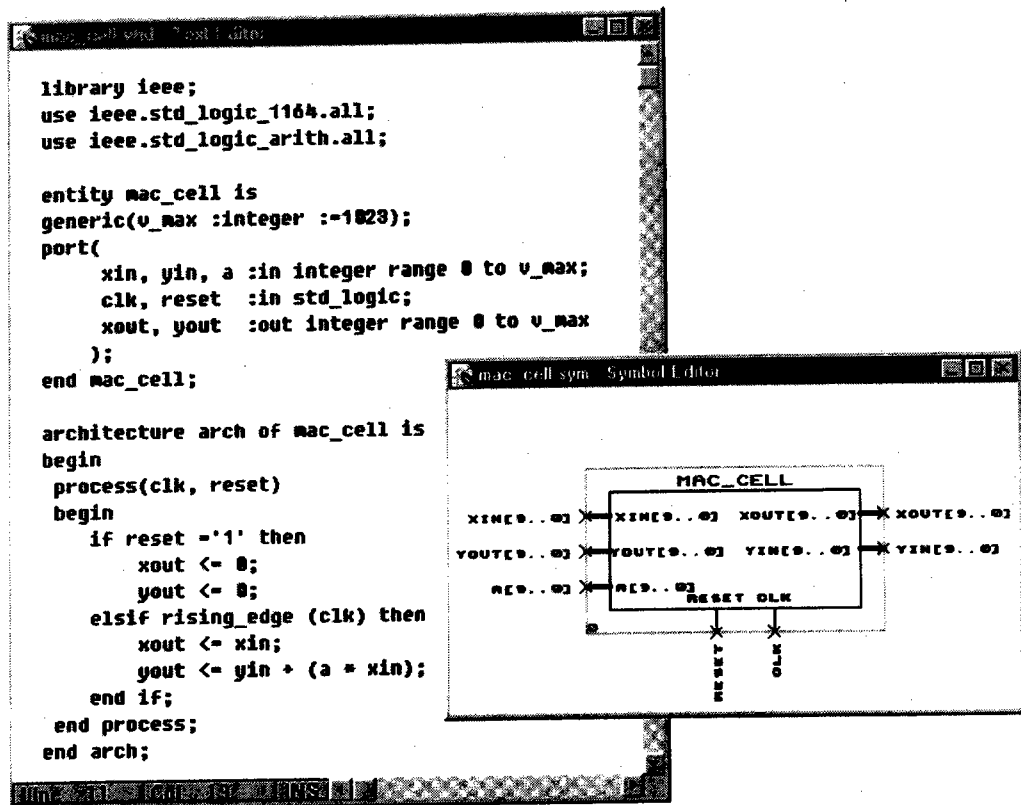 mac_cell.vhd - Text Editor
library ieee;
use ieee.std_logic_1164.all;
use ieee.std_logic_arith.all;
entity mac_cell is
generic(v_max :integer :=1023);
port(
xin, yin, a :in integer range 0 to v_max;
clk, reset :in std_logic;
xout, yout :out integer range 0 to v_max
);
end mac_cell;
architecture arch of mac_cell is
begin
process(clk, reset)
begin
if reset ='1' then
xout <= 0;
yout <= 0;
elsif rising_edge (clk) then
xout <= xin;
yout <= yin + (a * xin);
end if;
end process;
end arch;
mac_cell.sym - Symbol Editor
MAC_CELL
XIN[9..0] XIN[9..0] XOUT[9..0] XOUT[9..0]
YOUT[9..0] YOUT[9..0] YIN[9..0] YIN[9..0]
A[9..0] A[9..0]
RESET CLK
RESET
CLK